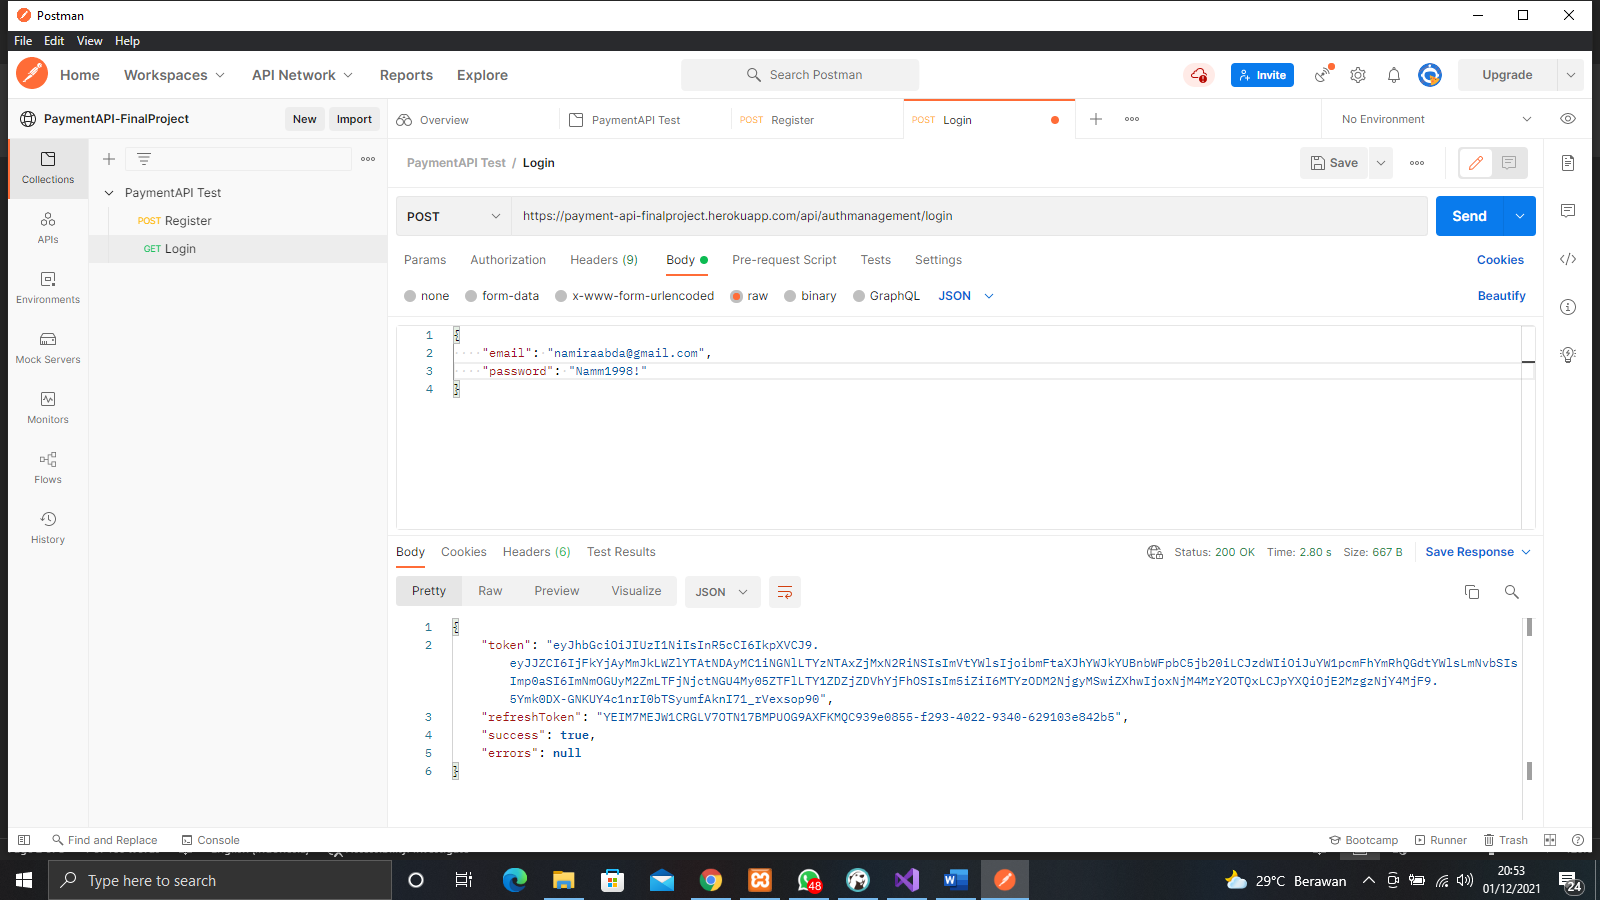 Postman
File Edit View Help
Home Workspaces API Network Reports Explore Search Postman Invite Upgrade
PaymentAPI-FinalProject New Import Overview PaymentAPI Test POST Register POST Login No Environment
Collections
APIs
Environments
Mock Servers
Monitors
Flows
History
PaymentAPI Test
POST Register
GET Login
PaymentAPI Test / Login Save
POST https://payment-api-finalproject.herokuapp.com/api/authmanagement/login Send
Params Authorization Headers (9) Body Pre-request Script Tests Settings Cookies
none form-data x-www-form-urlencoded raw binary GraphQL JSON Beautify
1 {
2 "email": "namiraabda@gmail.com",
3 "password": "Namm1998!"
4 }
Body Cookies Headers (6) Test Results Status: 200 OK Time: 2.80 s Size: 667 B Save Response
Pretty Raw Preview Visualize JSON
1 {
2 "token": "eyJhbGciOiJIUzI1NiIsInR5cCI6IkpXVCJ9.
3 "refreshToken": "YEIM7MEJW1CRGLV7OTN17BMPUOG9AXFKMQC939e0855-f293-4022-9340-629103e842b5",
4 "success": true,
5 "errors": null
6 }
Find and Replace Console Bootcamp Runner Trash
Type here to search 48 29°C Berawan 20:53
01/12/2021 24